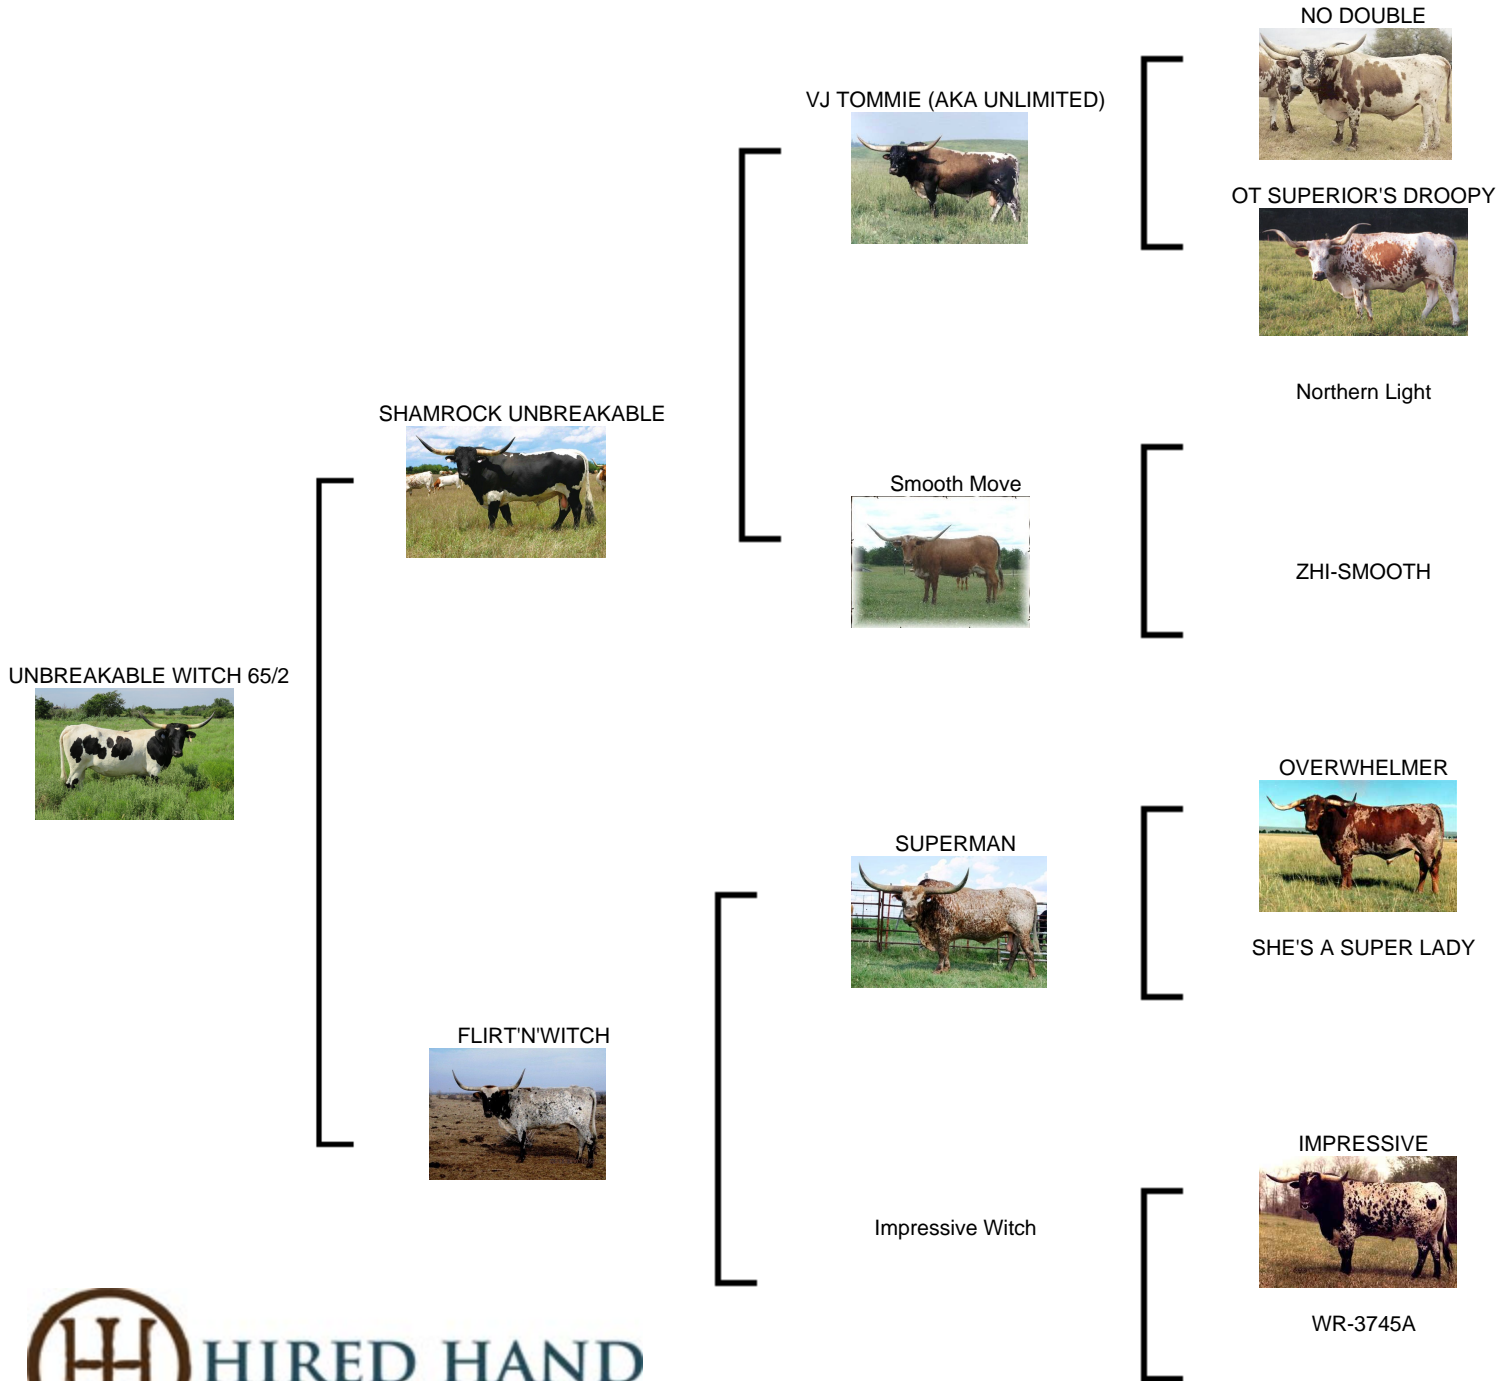 NO DOUBLE
VJ TOMMIE (AKA UNLIMITED)
OT SUPERIOR'S DROOPY
Northern Light
SHAMROCK UNBREAKABLE
Smooth Move
ZHI-SMOOTH
UNBREAKABLE WITCH 65/2
OVERWHELMER
SUPERMAN
SHE'S A SUPER LADY
FLIRT'N'WITCH
IMPRESSIVE
Impressive Witch
WR-3745A
HIRED HAND